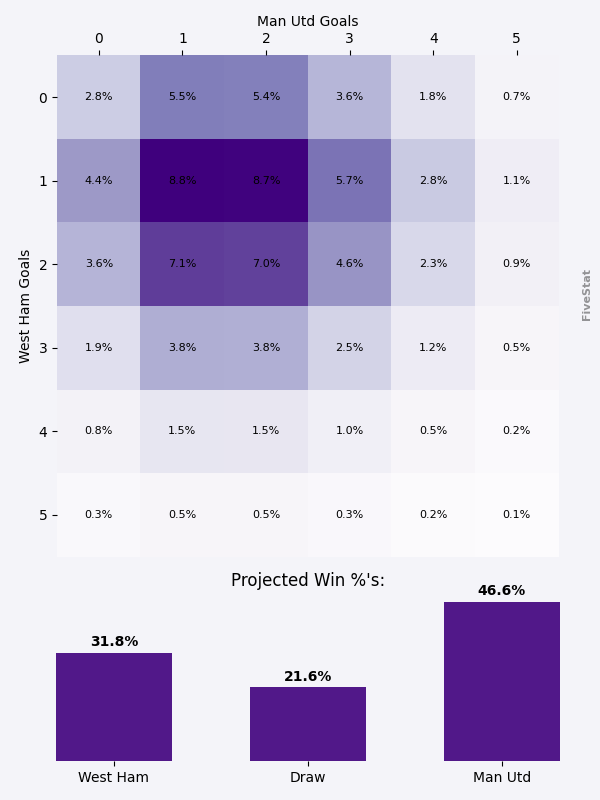 Man Utd Goals
0 1 2 3 4 5
0 2.8% 5.5% 5.4% 3.6% 1.8% 0.7%
1 4.4% 8.8% 8.7% 5.7% 2.8% 1.1%
2 3.6% 7.1% 7.0% 4.6% 2.3% 0.9%
3 1.9% 3.8% 3.8% 2.5% 1.2% 0.5%
4 0.8% 1.5% 1.5% 1.0% 0.5% 0.2%
5 0.3% 0.5% 0.5% 0.3% 0.2% 0.1%
West Ham Goals
FiveStat
Projected Win %'s:
31.8% 21.6% 46.6%
West Ham Draw Man Utd